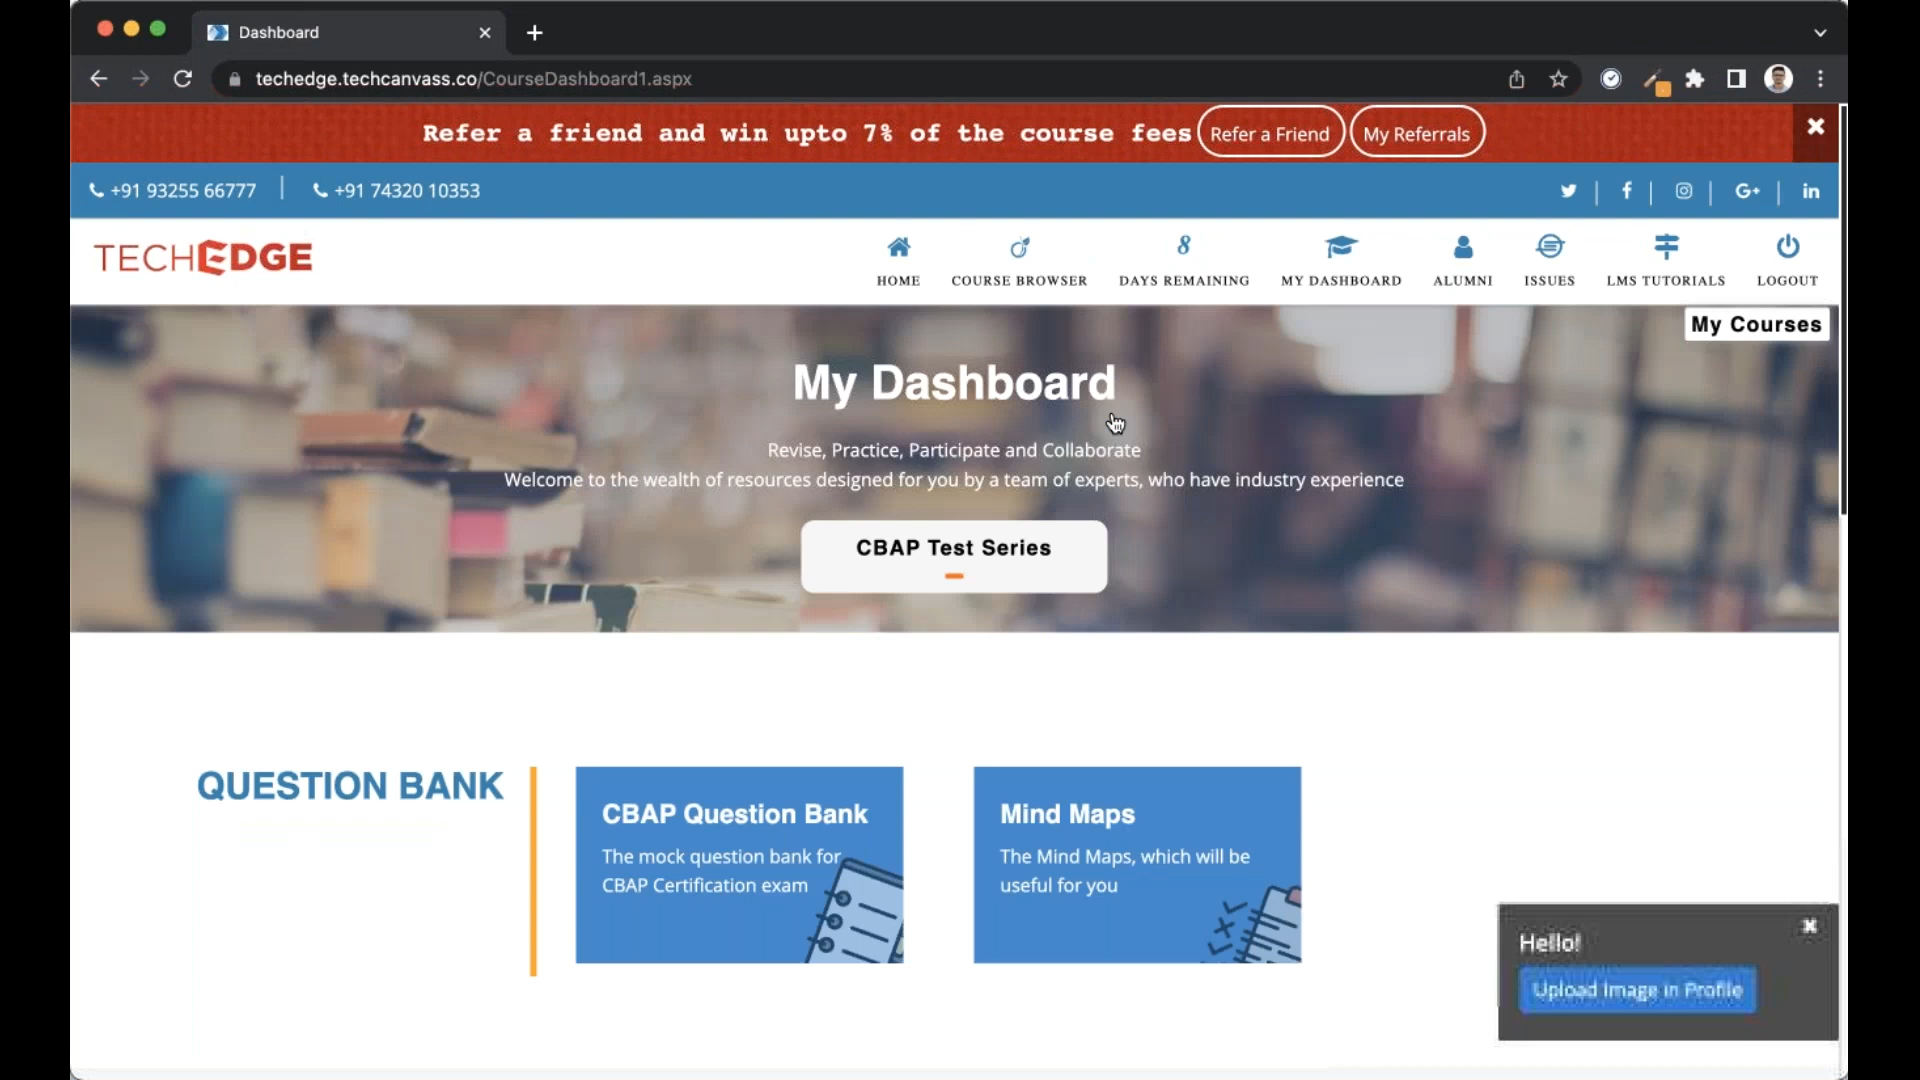 Dashboard
techedge.techcanvass.co/CourseDashboard1.aspx
Refer a friend and win upto 7% of the course fees Refer a Friend My Referrals
+91 93255 66777 | +91 74320 10353
TECHEDGE
8
HOME COURSE BROWSER DAYS REMAINING MY DASHBOARD ALUMNI ISSUES LMS TUTORIALS LOGOUT
My Courses
My Dashboard
Revise, Practice, Participate and Collaborate
Welcome to the wealth of resources designed for you by a team of experts, who have industry experience
CBAP Test Series
QUESTION BANK
CBAP Question Bank
The mock question bank for
CBAP Certification exam
Mind Maps
The Mind Maps, which will be
useful for you
Hello!
Upload Image in Profile